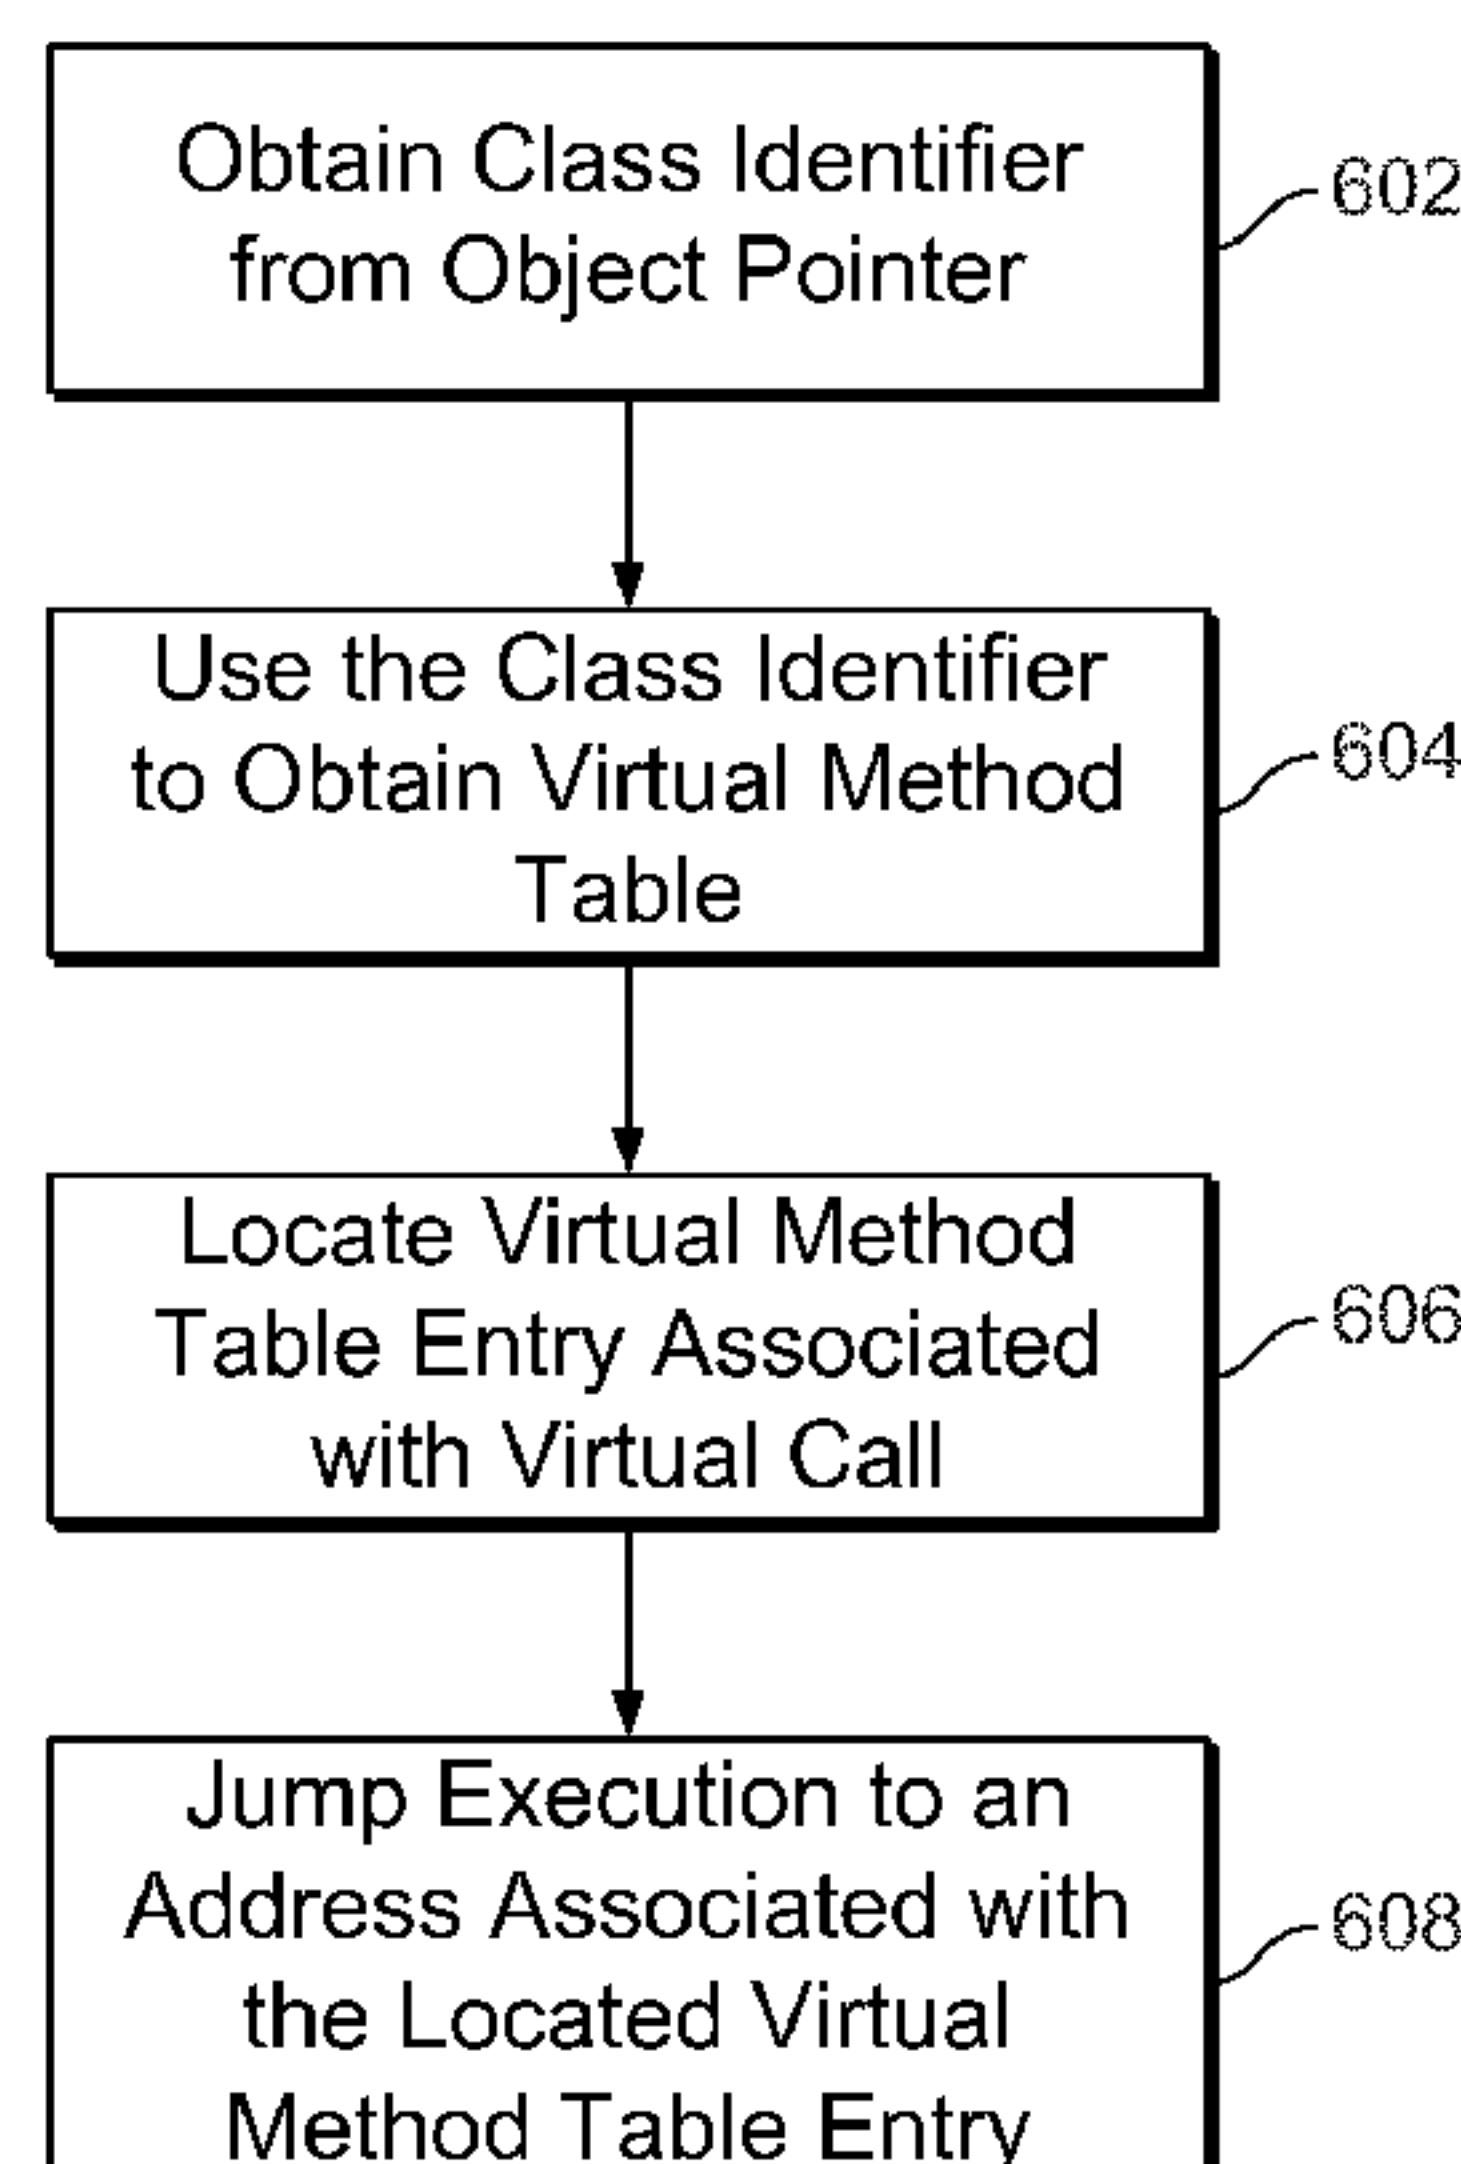 Obtain Class Identifier
from Object Pointer
602
Use the Class Identifier
to Obtain Virtual Method
Table
604
Locate Virtual Method
Table Entry Associated
with Virtual Call
606
Jump Execution to an
Address Associated with
the Located Virtual
Method Table Entry
608